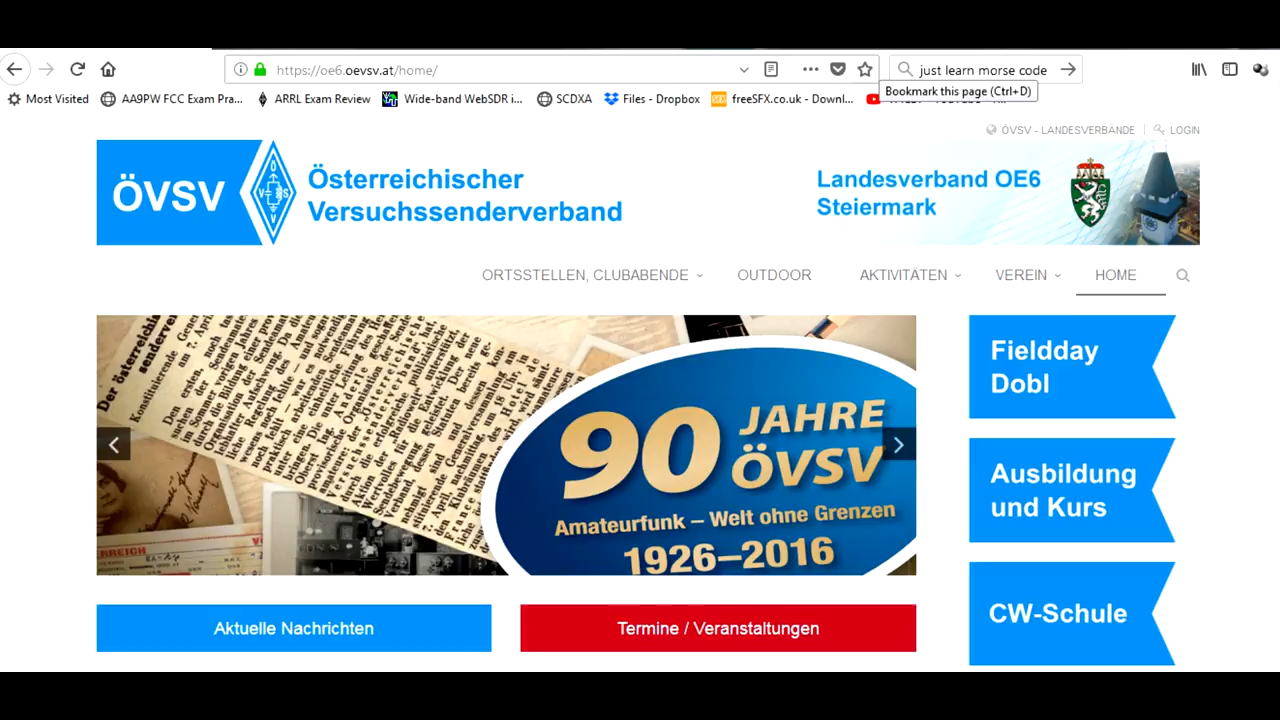 https://oe6.oevsv.at/home/
just learn morse code
Bookmark this page (Ctrl+D)
Most Visited
AA9PW FCC Exam Pra...
ARRL Exam Review
Wide-band WebSDR i...
SCDXA
Files - Dropbox
freeSFX.co.uk - Downl...
ÖVSV - LANDESVERBÄNDE
LOGIN
ÖVSV
Österreichischer
Versuchssenderverband
Landesverband OE6
Steiermark
ORTSSTELLEN, CLUBABENDE
OUTDOOR
AKTIVITÄTEN
VEREIN
HOME
90 JAHRE
ÖVSV
Amateurfunk – Welt ohne Grenzen
1926–2016
Fieldday
Dobl
Ausbildung
und Kurs
CW-Schule
Aktuelle Nachrichten
Termine / Veranstaltungen